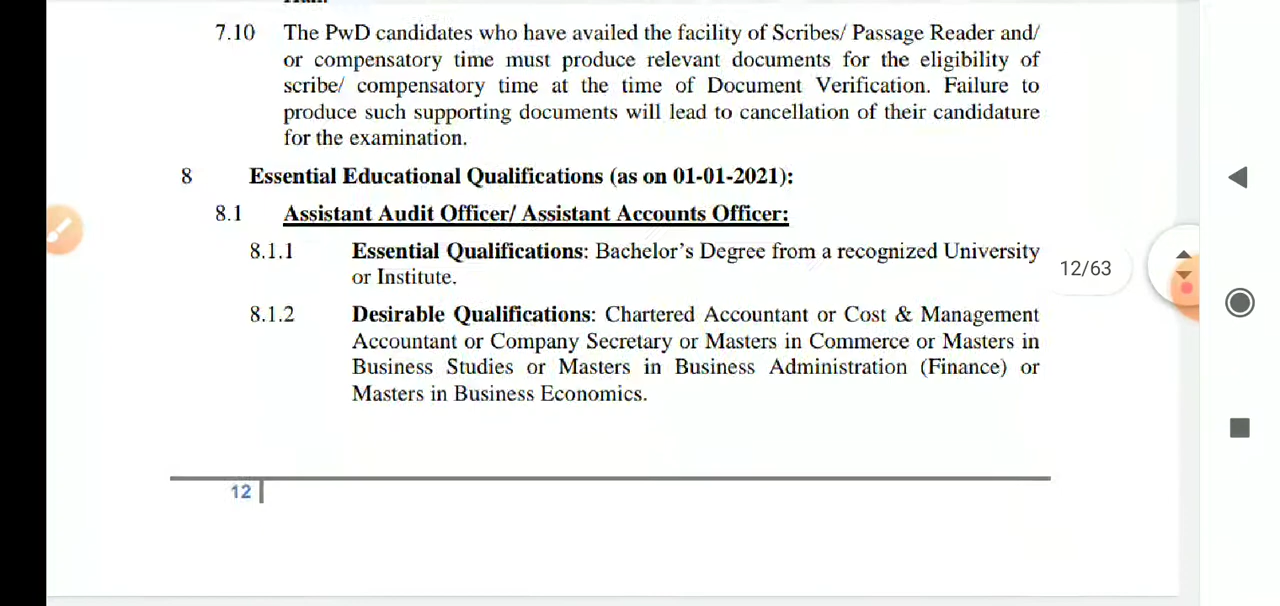 7.10 The PwD candidates who have availed the facility of Scribes/ Passage Reader and/
or compensatory time must produce relevant documents for the eligibility of
scribe/ compensatory time at the time of Document Verification. Failure to
produce such supporting documents will lead to cancellation of their candidature
for the examination.
8 Essential Educational Qualifications (as on 01-01-2021):
8.1 Assistant Audit Officer/ Assistant Accounts Officer:
8.1.1 Essential Qualifications: Bachelor’s Degree from a recognized University
or Institute.
12/63
8.1.2 Desirable Qualifications: Chartered Accountant or Cost & Management
Accountant or Company Secretary or Masters in Commerce or Masters in
Business Studies or Masters in Business Administration (Finance) or
Masters in Business Economics.
12